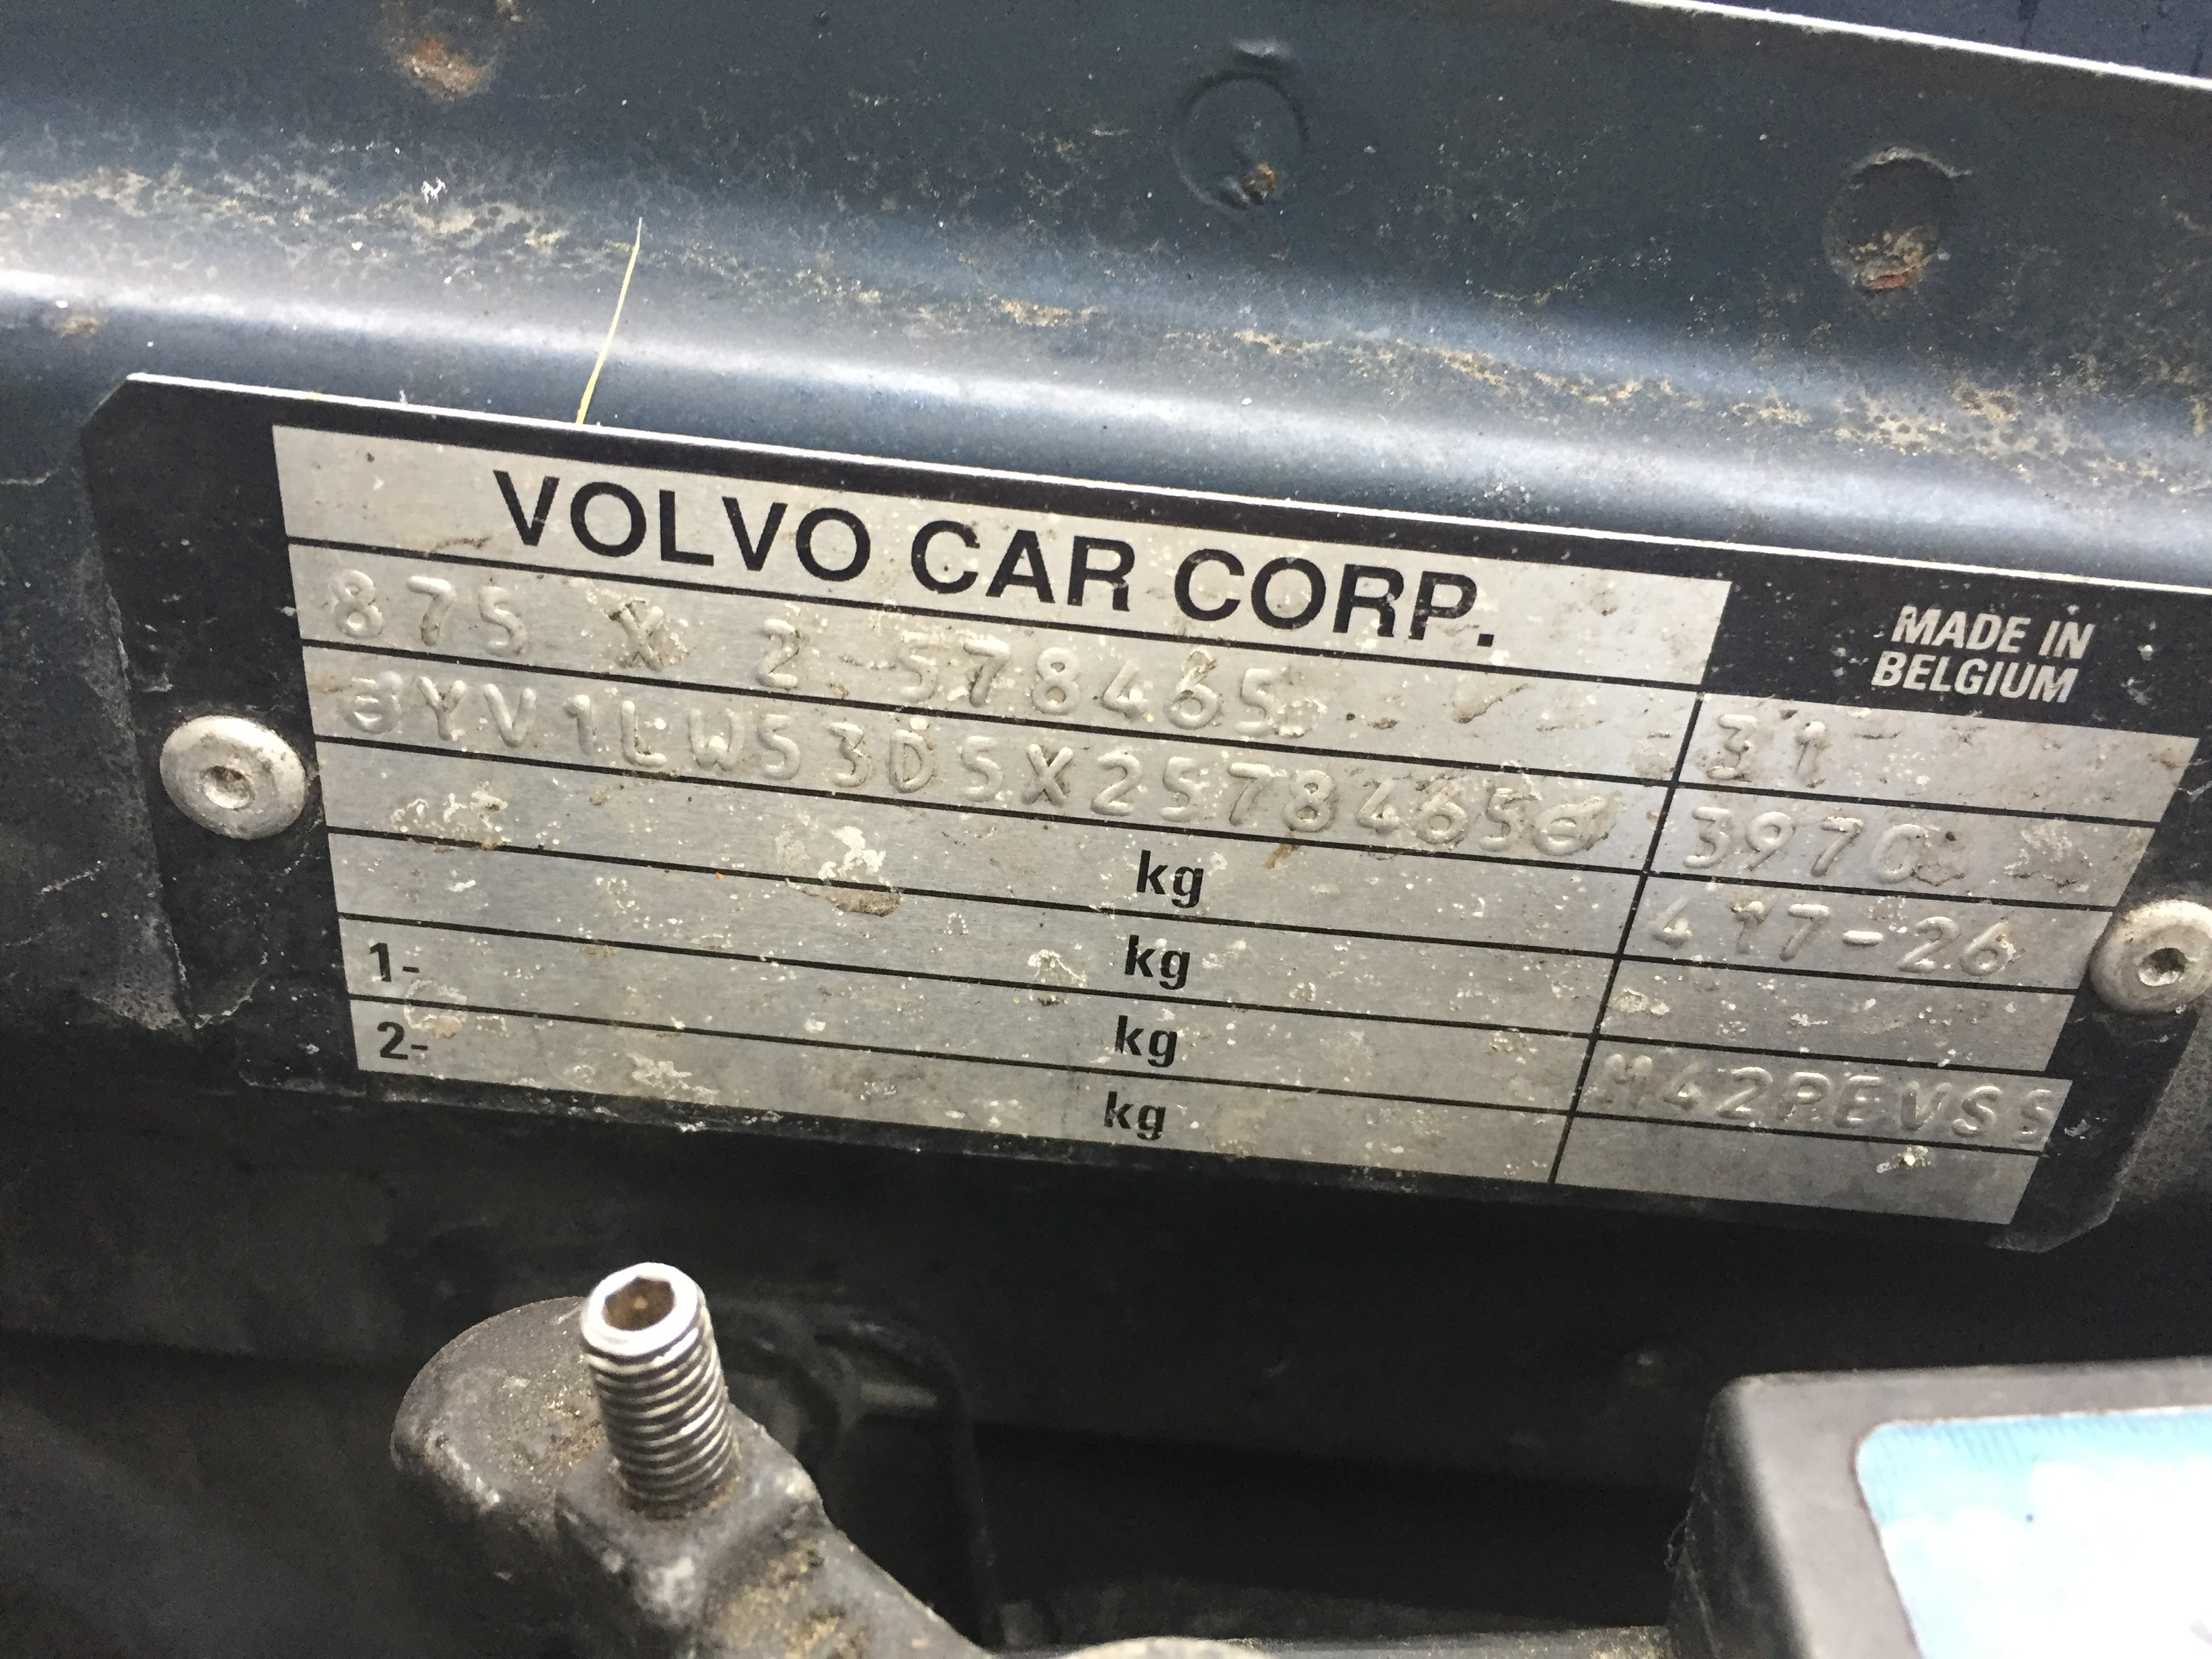 VOLVO CAR CORP.
MADE IN
BELGIUM
875 X 2 578465
31
YV1LW53D5X2578465
3970
kg
417-26
kg
1-
kg
M42PEVSS
2-
kg